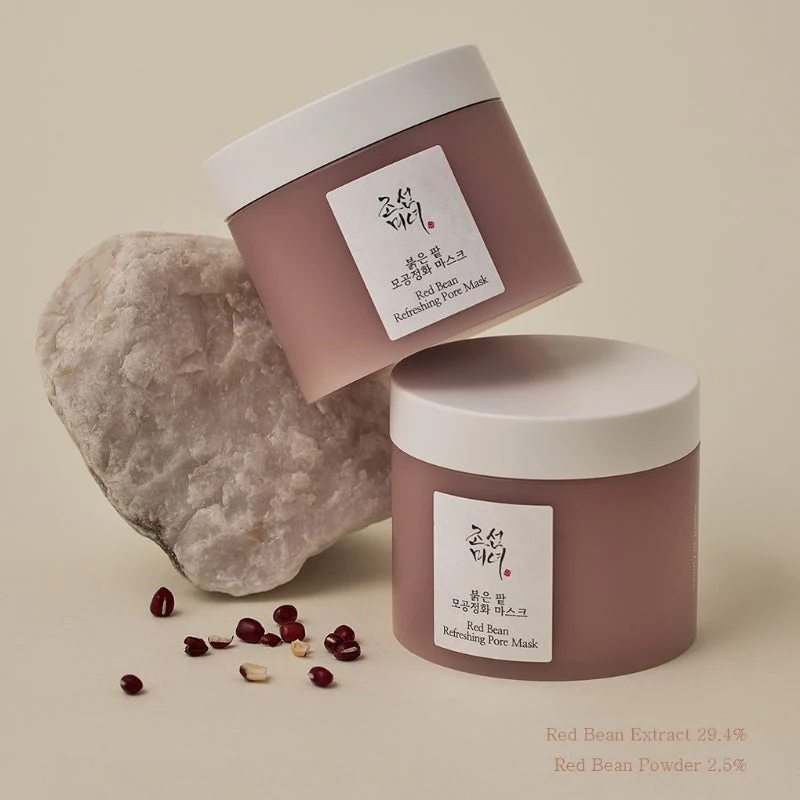 조선
미녀
붉은 팥
모공정화 마스크
Red Bean
Refreshing Pore Mask
조선
미녀
붉은 팥
모공정화 마스크
Red Bean
Refreshing Pore Mask
Red Bean Extract 29.4%
Red Bean Powder 2.5%